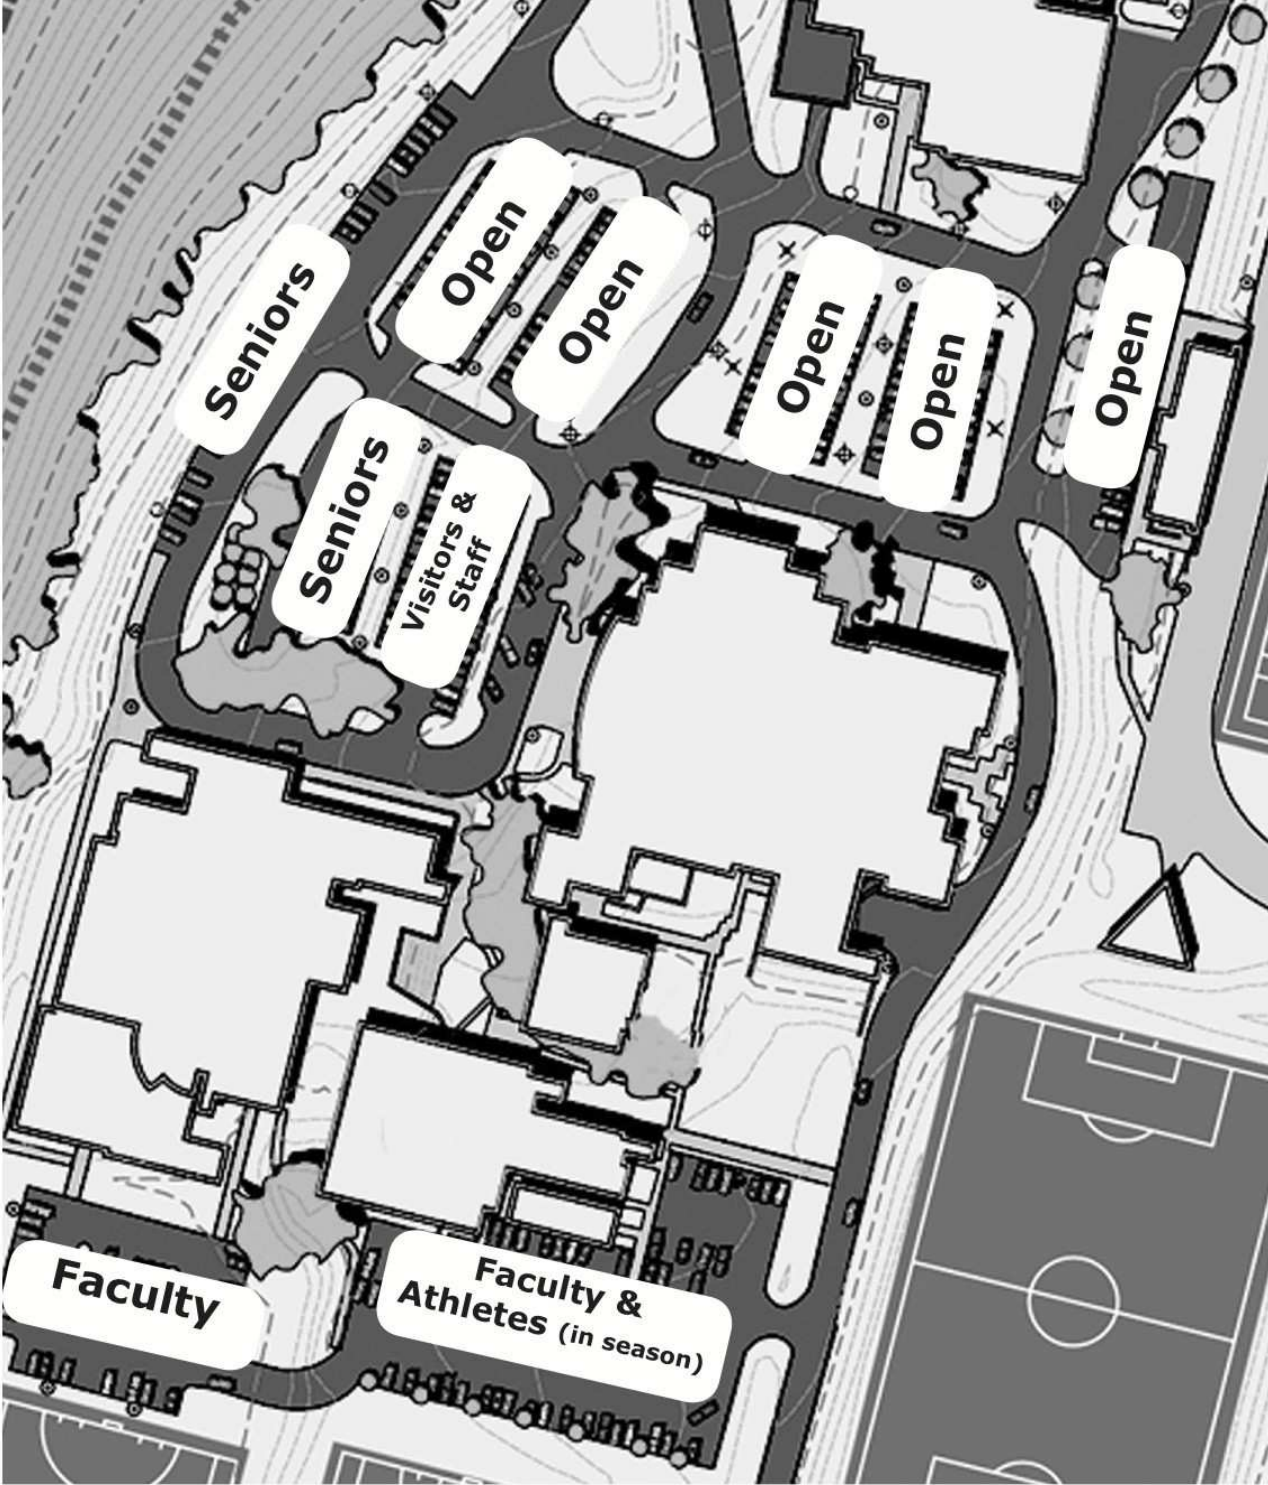 Open
Open
Open
Open
Open
Seniors
Seniors
Visitors &
Staff
Faculty
Faculty &
Athletes (in season)